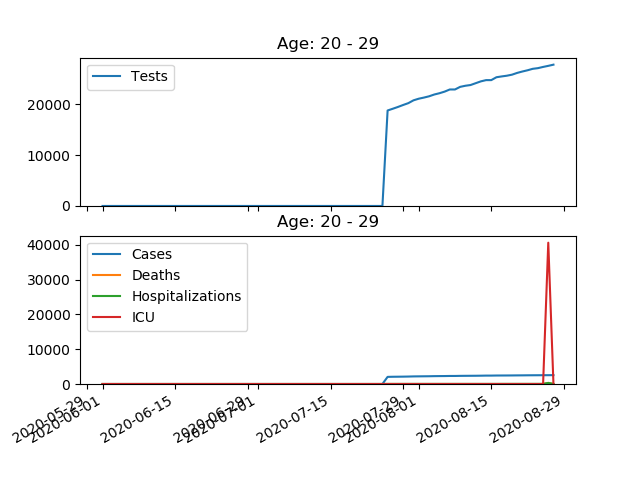 Age: 20 - 29
Tests
20000
10000
0
Age: 20 - 29
40000
30000
20000
10000
0
Cases
Deaths
Hospitalizations
ICU
2020-05-29
2020-06-01
2020-06-15
2020-06-29
2020-07-01
2020-07-15
2020-07-29
2020-08-01
2020-08-15
2020-08-29